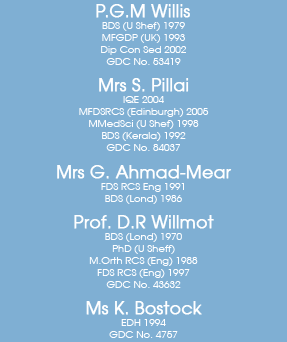 P.G.M Willis
BDS (U Shef) 1979
MFGDP (UK) 1993
Dip Con Sed 2002
GDC No. 53419
Mrs S. Pillai
IQE 2004
MFDSRCS (Edinburgh) 2005
MMedSci (U Shef) 1998
BDS (Kerala) 1992
GDC No. 84037
Mrs G. Ahmad-Mear
FDS RCS Eng 1991
BDS (Lond) 1986
Prof. D.R Willmot
BDS (Lond) 1970
PhD (U Sheff)
M.Orth RCS (Eng) 1988
FDS RCS (Eng) 1997
GDC No. 43632
Ms K. Bostock
EDH 1994
GDC No. 4757